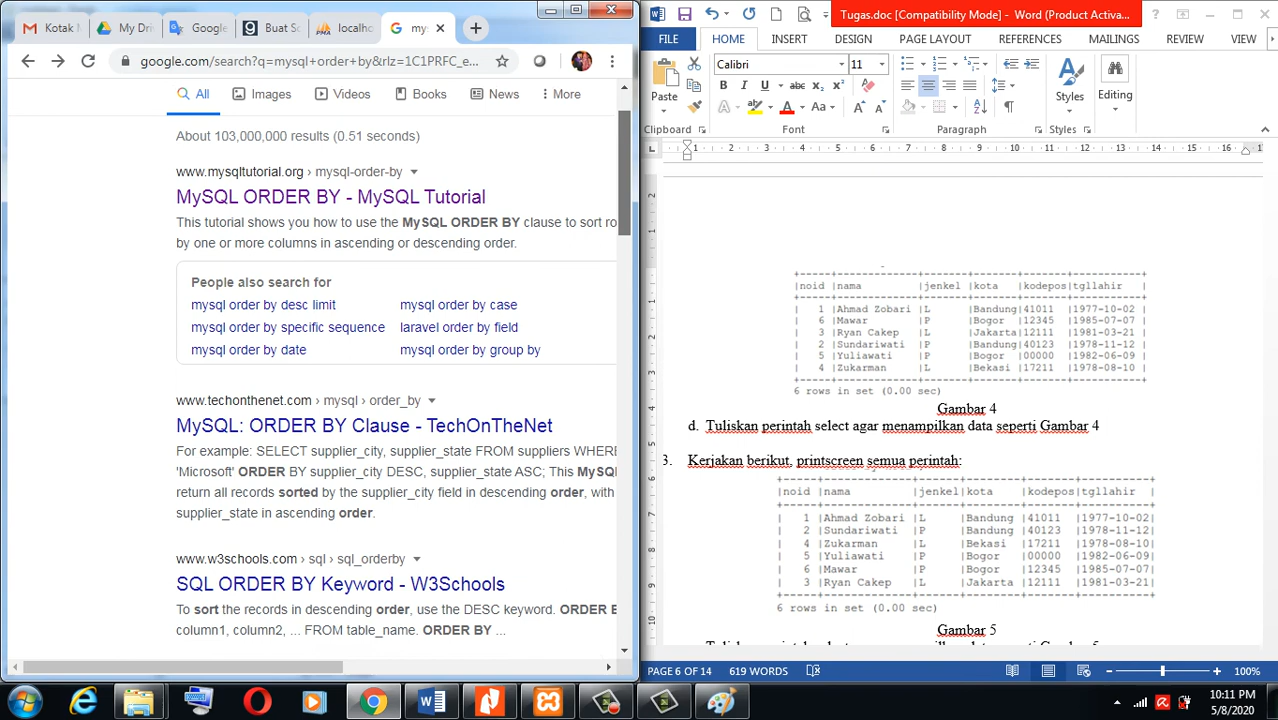 Kotak
My Dri
Google
Buat Sc
localhc
mys
google.com/search?q=mysql+order+by&rlz=1C1PRFC_e...
All
Images
Videos
Books
News
More
About 103,000,000 results (0.51 seconds)
www.mysqltutorial.org › mysql-order-by
MySQL ORDER BY - MySQL Tutorial
This tutorial shows you how to use the MySQL ORDER BY clause to sort ro
by one or more columns in ascending or descending order.
People also search for
mysql order by desc limit
mysql order by case
mysql order by specific sequence
laravel order by field
mysql order by date
mysql order by group by
www.techonthenet.com › mysql › order_by
MySQL: ORDER BY Clause - TechOnTheNet
For example: SELECT supplier_city, supplier_state FROM suppliers WHERE
'Microsoft' ORDER BY supplier_city DESC, supplier_state ASC; This MySQ
return all records sorted by the supplier_city field in descending order, with
supplier_state in ascending order.
www.w3schools.com › sql › sql_orderby
SQL ORDER BY Keyword - W3Schools
To sort the records in descending order, use the DESC keyword. ORDER B
column1, column2, ... FROM table_name. ORDER BY ...
Tugas.doc [Compatibility Mode] - Word (Product Activa...
FILE HOME INSERT DESIGN PAGE LAYOUT REFERENCES MAILINGS REVIEW VIEW
Calibri
11
Paste
Styles
Editing
Clipboard
Font
Paragraph
Styles
|noid |nama |jenkel |kota |kodepos|tgllahir |
| 1 |Ahmad Zobari |L |Bandung|41011 |1977-10-02 |
| 6 |Mawar |P |Bogor |12345 |1985-07-07 |
| 3 |Ryan Cakep |L |Jakarta|12111 |1981-03-21 |
| 2 |Sundariwati |P |Bandung|40123 |1978-11-12 |
| 5 |Yuliawati |P |Bogor |00000 |1982-06-09 |
| 4 |Zukarman |L |Bekasi |17211 |1978-08-10 |
6 rows in set (0.00 sec)
Gambar 4
d. Tuliskan perintah select agar menampilkan data seperti Gambar 4
3. Kerjakan berikut, printscreen semua perintah:
|noid |nama |jenkel|kota |kodepos|tgllahir |
| 1 |Ahmad Zobari |L |Bandung |41011 |1977-10-02|
| 2 |Sundariwati |P |Bandung |40123 |1978-11-12|
| 4 |Zukarman |L |Bekasi |17211 |1978-08-10|
| 5 |Yuliawati |P |Bogor |00000 |1982-06-09|
| 6 |Mawar |P |Bogor |12345 |1985-07-07|
| 3 |Ryan Cakep |L |Jakarta |12111 |1981-03-21|
6 rows in set (0.00 sec)
Gambar 5
PAGE 6 OF 14
619 WORDS
100%
10:11 PM
5/8/2020